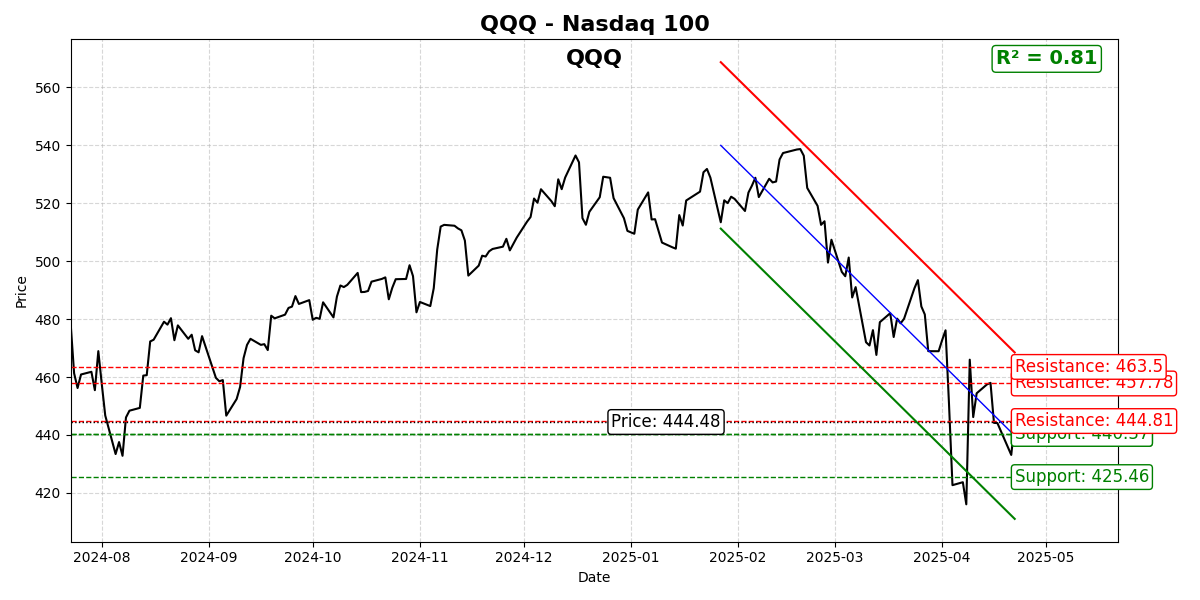 QQQ - Nasdaq 100
QQQ
R² = 0.81
Price
560
540
520
500
480
460
440
420
Resistance: 463.5
Resistance: 457.78
Price: 444.48
Resistance: 444.81
Support: 440.37
Support: 425.46
2024-08
2024-09
2024-10
2024-11
2024-12
2025-01
2025-02
2025-03
2025-04
2025-05
Date